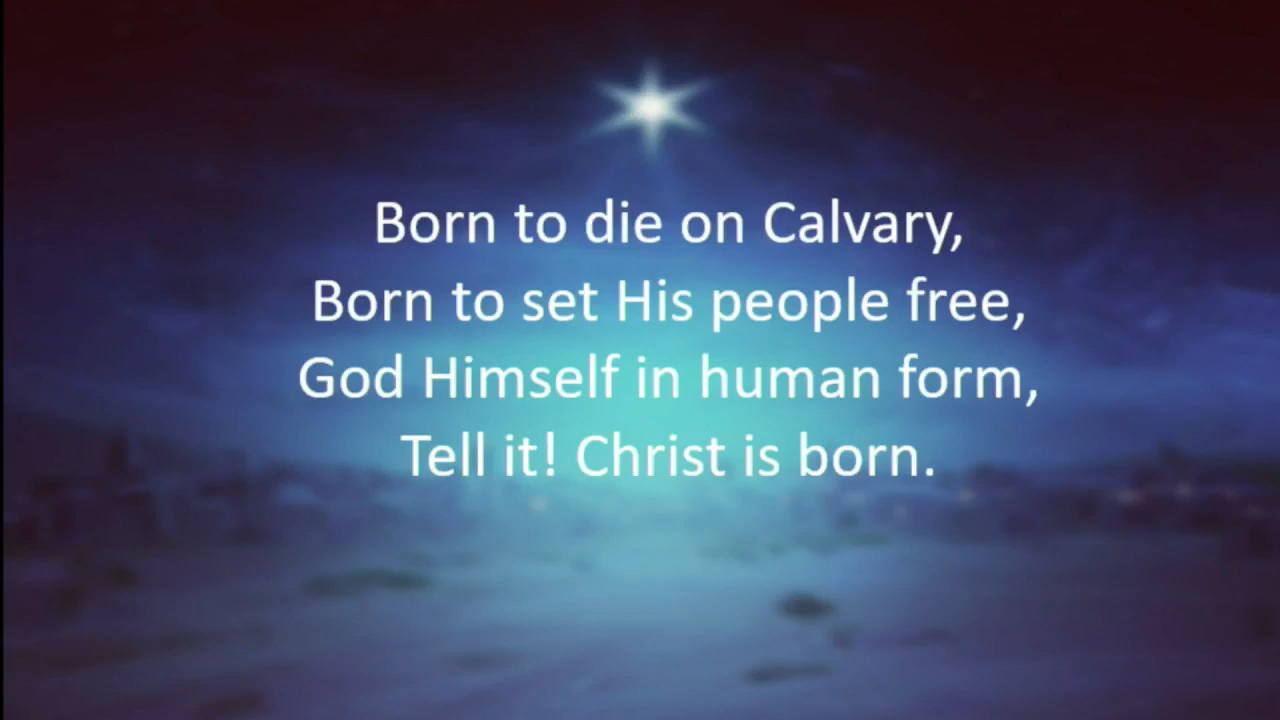 Born to die on Calvary,
Born to set His people free,
God Himself in human form,
Tell it! Christ is born.